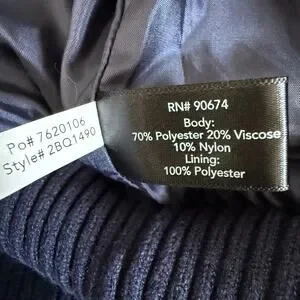 Po# 7620106
Style# 2BQ1490
RN# 90674
Body:
70% Polyester 20% Viscose
10% Nylon
Lining:
100% Polyester